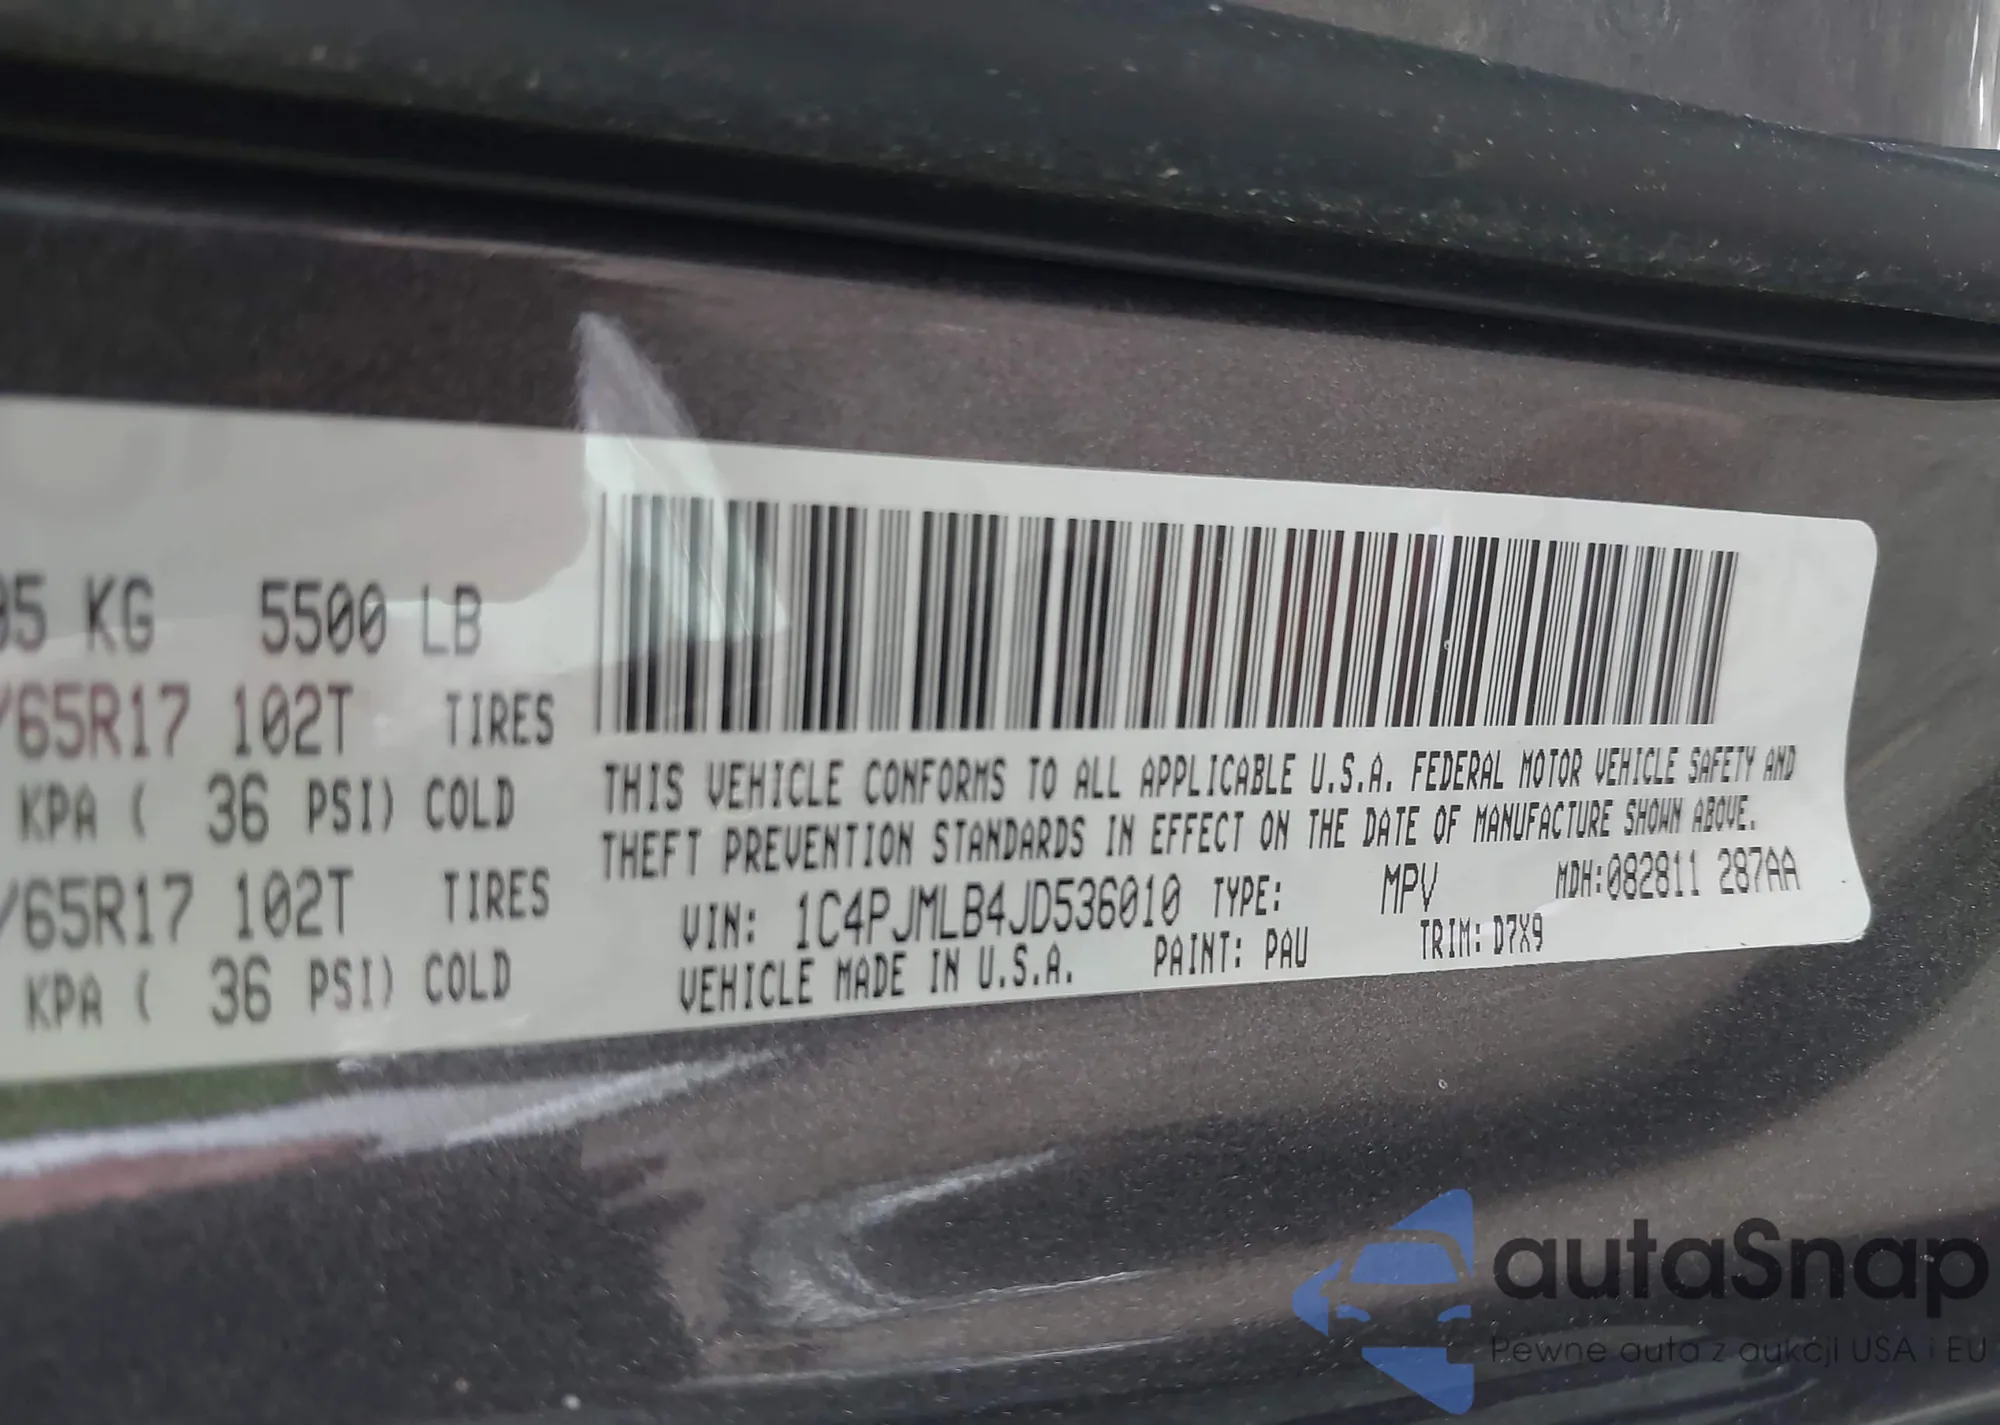 95 KG 5500 LB
/65R17 102T TIRES
KPA ( 36 PSI) COLD
/65R17 102T TIRES
KPA ( 36 PSI) COLD
THIS VEHICLE CONFORMS TO ALL APPLICABLE U.S.A. FEDERAL MOTOR VEHICLE SAFETY AND
THEFT PREVENTION STANDARDS IN EFFECT ON THE DATE OF MANUFACTURE SHOWN ABOVE.
VIN: 1C4PJMLB4JD536010 TYPE: MPV MDH:082811 287AA
VEHICLE MADE IN U.S.A. PAINT: PAU TRIM: D7X9
autaSnap
Pewne auta z aukcji USA i EU